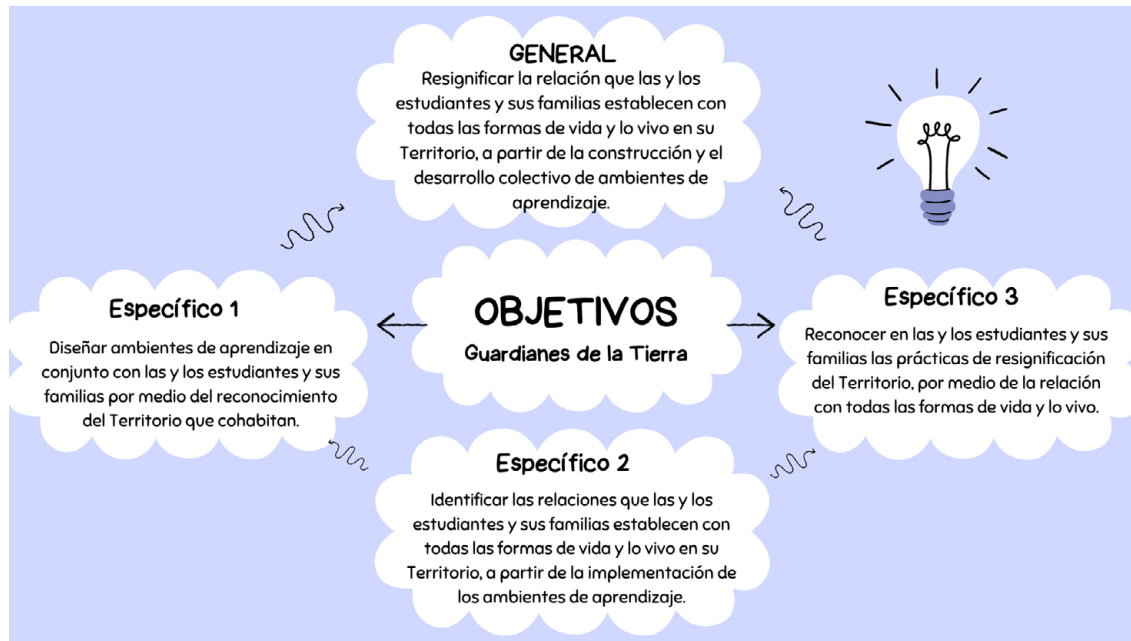 GENERAL
Resignificar la relación que las y los
estudiantes y sus familias establecen con
todas las formas de vida y lo vivo en su
Territorio, a partir de la construcción y el
desarrollo colectivo de ambientes de
aprendizaje.
OBJETIVOS
Guardianes de la Tierra
Específico 1
Diseñar ambientes de aprendizaje en
conjunto con las y los estudiantes y sus
familias por medio del reconocimiento
del Territorio que cohabitan.
Específico 2
Identificar las relaciones que las y los
estudiantes y sus familias establecen con
todas las formas de vida y lo vivo en su
Territorio, a partir de la implementación de
los ambientes de aprendizaje.
Específico 3
Reconocer en las y los estudiantes y sus
familias las prácticas de resignificación
del Territorio, por medio de la relación
con todas las formas de vida y lo vivo.